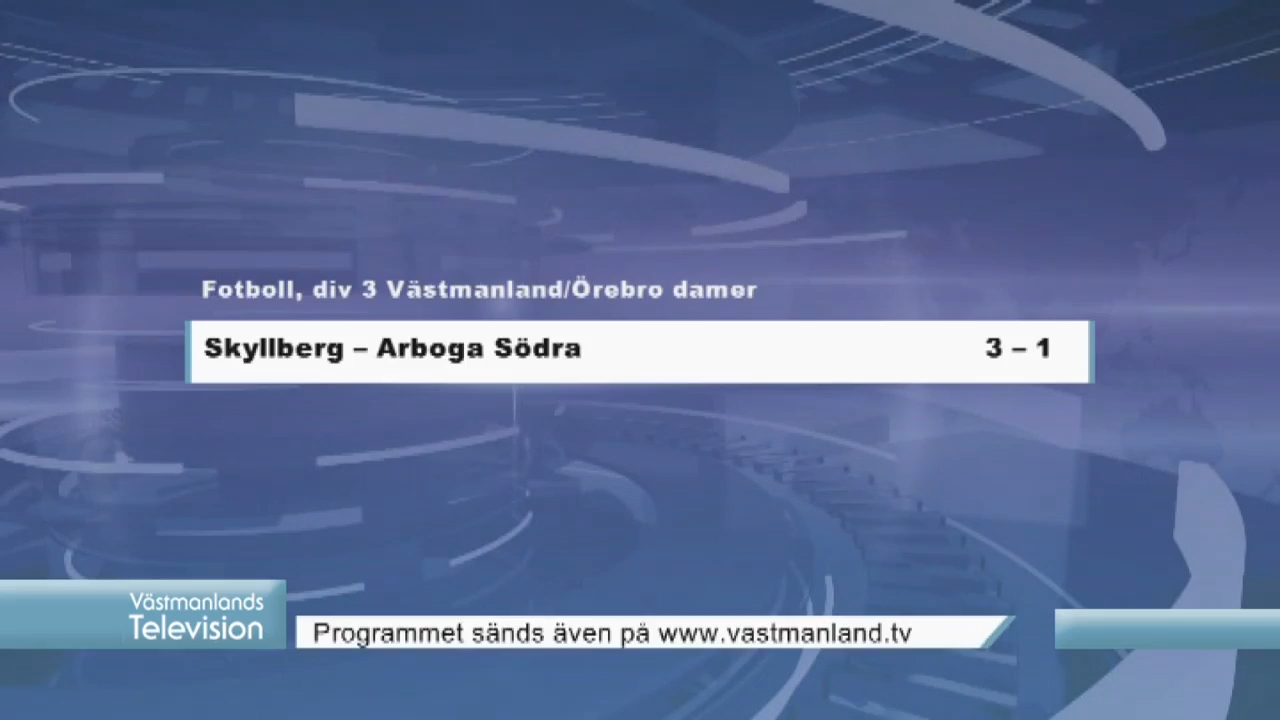 Fotboll, div 3 Västmanland/Örebro damer
Skyllberg – Arboga Södra 3 – 1
Västmanlands
Television
Programmet sänds även på www.vastmanland.tv